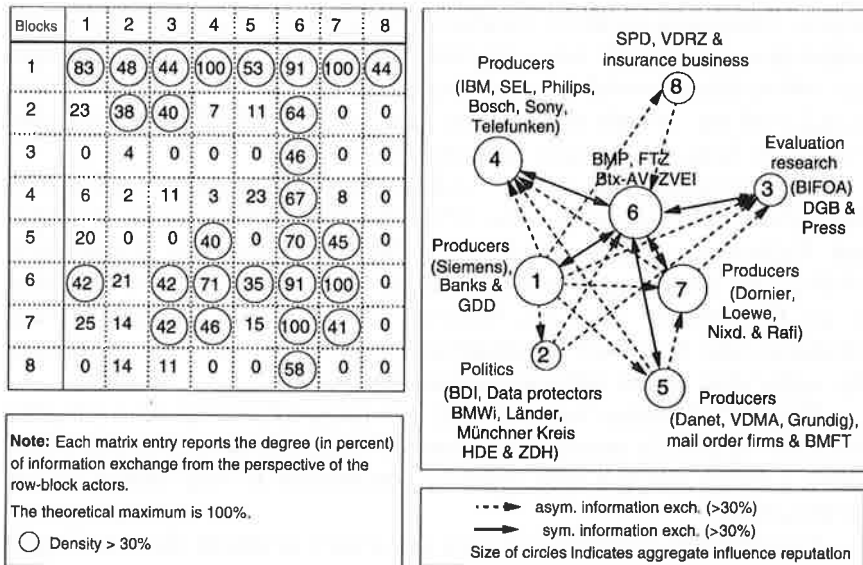 Blocks 1 2 3 4 5 6 7 8
1 83 48 44 100 53 91 100 44
2 23 38 40 7 11 64 0 0
3 0 4 0 0 0 46 0 0
4 6 2 11 3 23 67 8 0
5 20 0 0 40 0 70 45 0
6 42 21 42 71 35 91 100 0
7 25 14 42 46 15 100 41 0
8 0 14 11 0 0 58 0 0
Note: Each matrix entry reports the degree (in percent)
of information exchange from the perspective of the
row-block actors.
The theoretical maximum is 100%.
Density > 30%
SPD, VDRZ &
insurance business
8
Producers
(IBM, SEL, Philips,
Bosch, Sony,
Telefunken)
4
BMP, FTZ
Btx-AV, ZVEI
6
Evaluation
research
(BIFOA)
DGB &
Press
3
Producers
(Siemens),
Banks &
GDD
1
7
Producers
(Dornier,
Loewe,
Nixd. & Rafi)
2
Politics
(BDI, Data protectors
BMWi, Länder,
Münchner Kreis
HDE & ZDH)
5
Producers
(Danet, VDMA, Grundig),
mail order firms & BMFT
asym. information exch. (>30%)
sym. information exch. (>30%)
Size of circles Indicates aggregate influence reputation